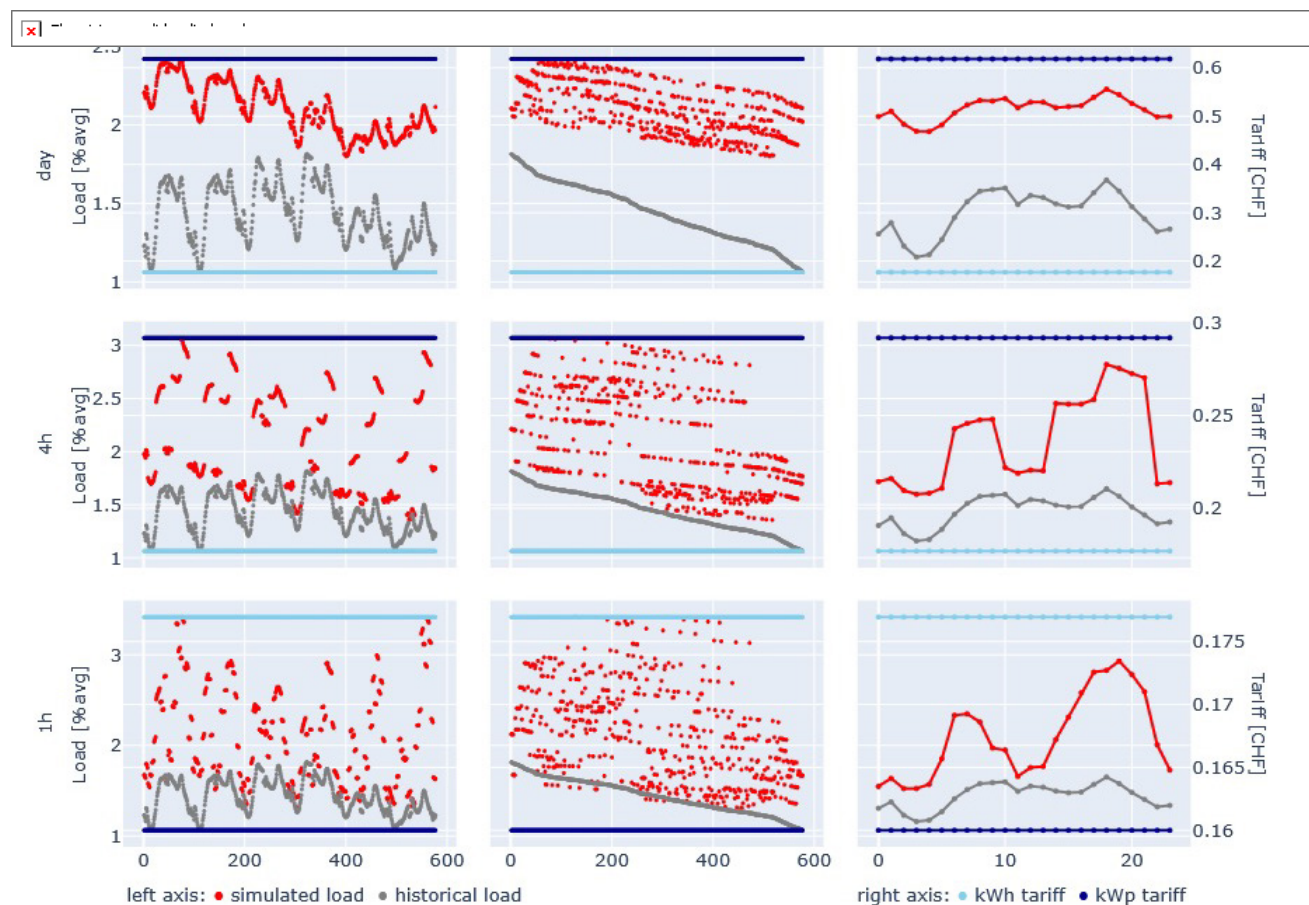 2.5
2
1.5
1
day
Load [%avg]
0.6
0.5
0.4
0.3
0.2
Tariff [CHF]
3
2.5
2
1.5
1
4h
Load [%avg]
0.3
0.25
0.2
Tariff [CHF]
3
2
1
1h
Load [%avg]
0.175
0.17
0.165
0.16
Tariff [CHF]
0 200 400 600 0 200 400 600 0 10 20
left axis: simulated load historical load right axis: kWh tariff kWp tariff